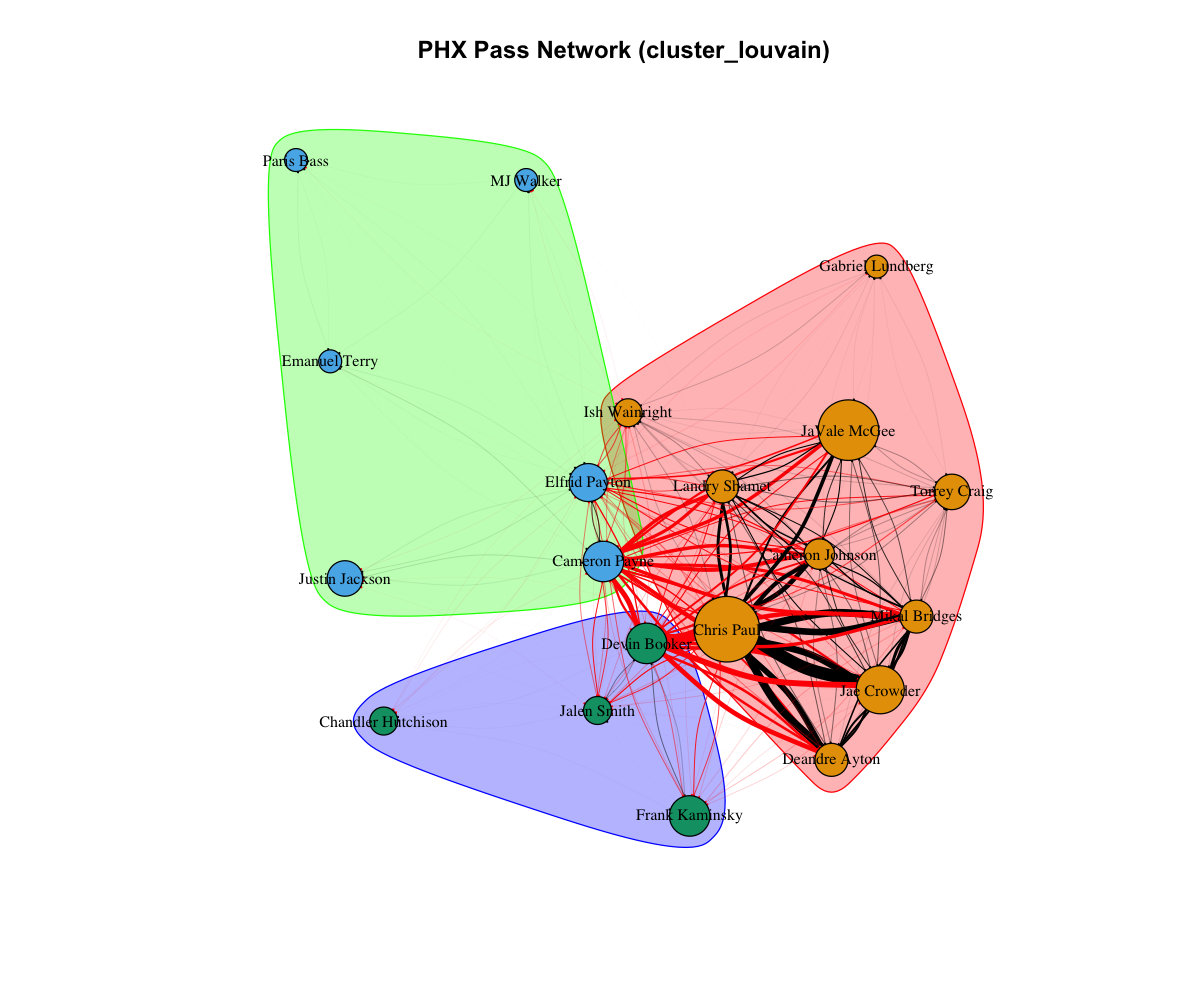 PHX Pass Network (cluster_louvain)
Paris Bass
MJ Walker
Gabriel Lundberg
Emanuel Terry
Ish Wainright
JaVale McGee
Elfrid Payton
Landry Shamet
Torrey Craig
Cameron Johnson
Cameron Payne
Justin Jackson
Mikal Bridges
Chris Paul
Devin Booker
Jae Crowder
Jalen Smith
Chandler Hutchison
Deandre Ayton
Frank Kaminsky